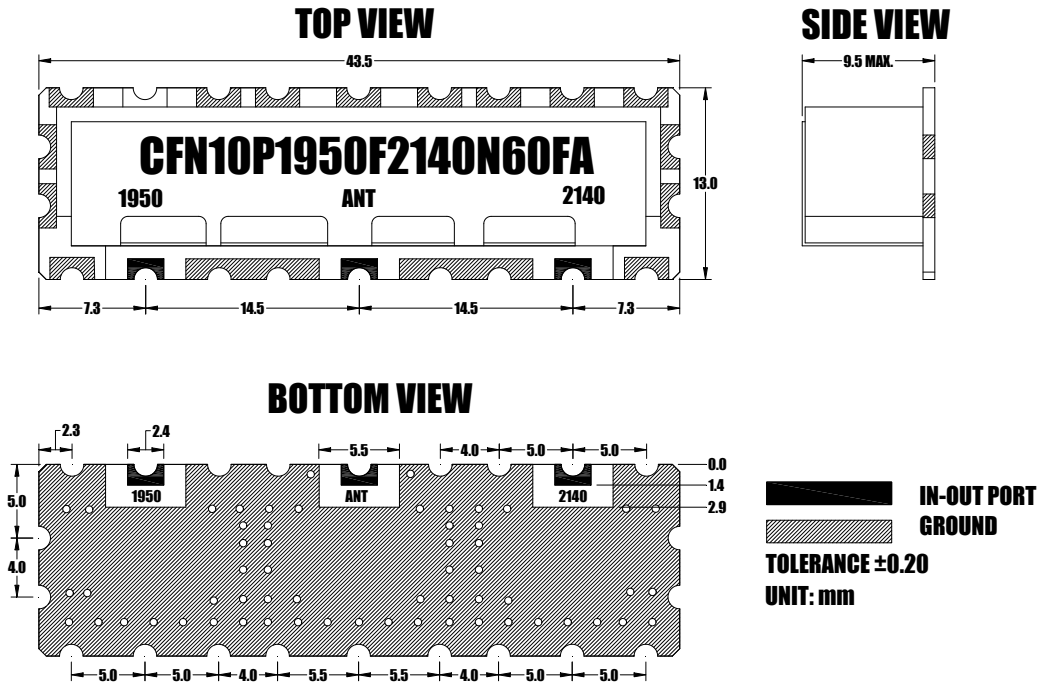 TOP VIEW
SIDE VIEW
43.5
9.5 MAX.
CFN10P1950F2140N60FA
1950
ANT
2140
13.0
7.3
14.5
14.5
7.3
BOTTOM VIEW
2.3
2.4
5.5
4.0
5.0
5.0
0.0
1.4
2.9
5.0
4.0
1950
ANT
2140
IN-OUT PORT
GROUND
TOLERANCE ±0.20
UNIT: mm
5.0
5.0
4.0
5.5
5.5
4.0
5.0
5.0